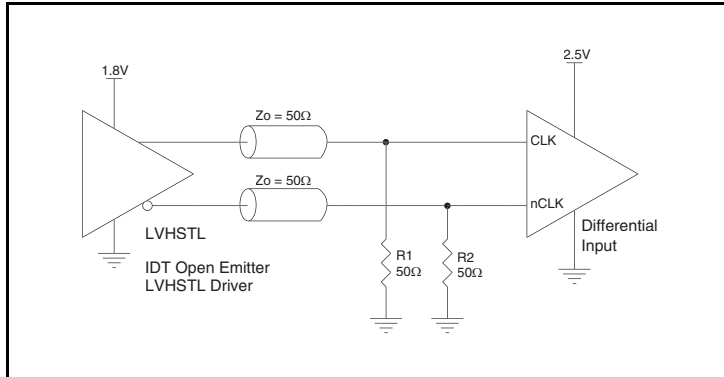 1.8V
2.5V
Zo = 50Ω
CLK
Zo = 50Ω
nCLK
LVHSTL
IDT Open Emitter
LVHSTL Driver
R1
50Ω
R2
50Ω
Differential
Input